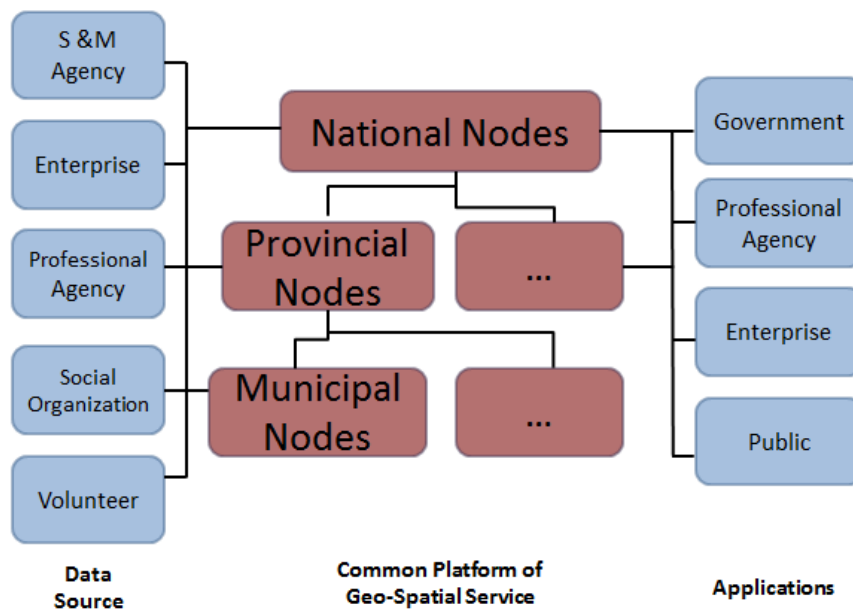 S &M
Agency
Enterprise
Professional
Agency
Social
Organization
Volunteer
Data
Source
National Nodes
Provincial
Nodes
...
Municipal
Nodes
...
Common Platform of
Geo-Spatial Service
Government
Professional
Agency
Enterprise
Public
Applications